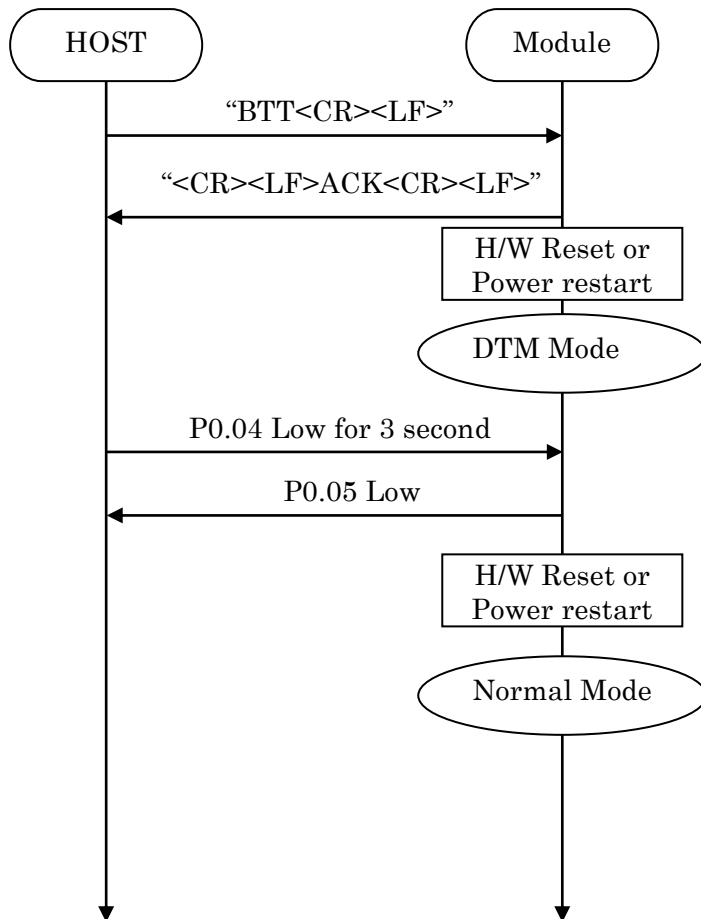 HOST
Module
“BTT<CR><LF>”
“<CR><LF>ACK<CR><LF>”
H/W Reset or
Power restart
DTM Mode
P0.04 Low for 3 second
P0.05 Low
H/W Reset or
Power restart
Normal Mode